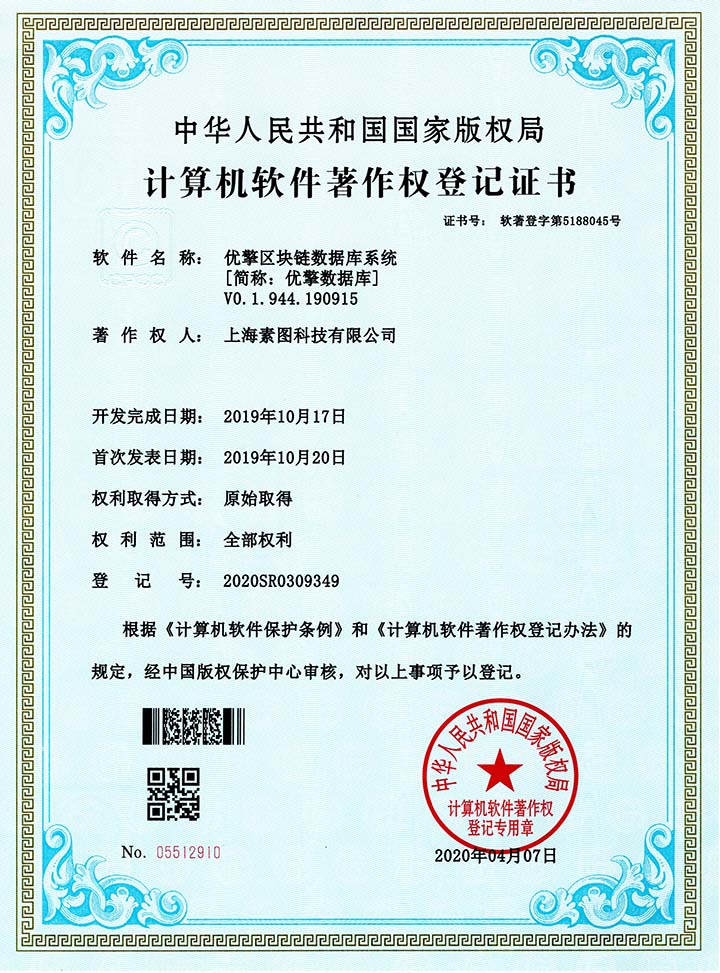 中华人民共和国国家版权局
计算机软件著作权登记证书
证书号： 软著登字第5188045号
软件名称： 优擎区块链数据库系统
[简称：优擎数据库]
V0.1.944.190915
著作权人： 上海素图科技有限公司
开发完成日期： 2019年10月17日
首次发表日期： 2019年10月20日
权利取得方式： 原始取得
权利范围： 全部权利
登记号： 2020SR0309349
根据《计算机软件保护条例》和《计算机软件著作权登记办法》的
规定，经中国版权保护中心审核，对以上事项予以登记。
中华人民共和国国家版权局
计算机软件著作权
登记专用章
No. 05512910
2020年04月07日